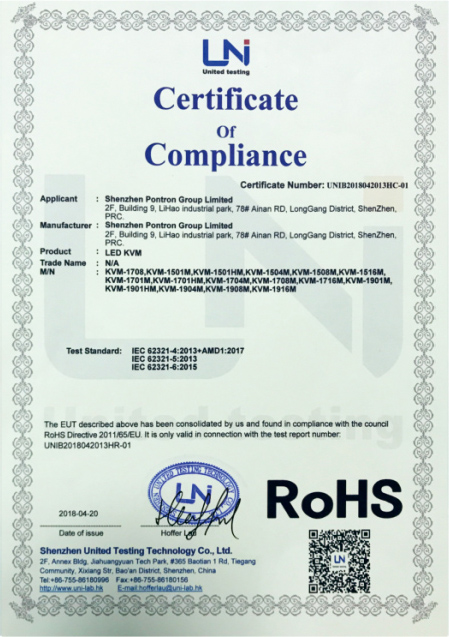 UNi
United testing
Certificate
Of
Compliance
Certificate Number: UNIB2018042013HC-01
Applicant : Shenzhen Pontron Group Limited
2F, Building 9, LiHao industrial park, 78# Ainan RD, LongGang District, ShenZhen,
PRC.
Manufacturer : Shenzhen Pontron Group Limited
2F, Building 9, LiHao industrial park, 78# Ainan RD, LongGang District, ShenZhen,
PRC.
Product : LED KVM
Trade Name : N/A
M/N : KVM-1708,KVM-1501M,KVM-1501HM,KVM-1504M,KVM-1508M,KVM-1516M,
KVM-1701M,KVM-1701HM,KVM-1704M,KVM-1708M,KVM-1716M,KVM-1901M,
KVM-1901HM,KVM-1904M,KVM-1908M,KVM-1916M
Test Standard: IEC 62321-4:2013+AMD1:2017
IEC 62321-5:2013
IEC 62321-6:2015
United testing
The EUT described above has been consolidated by us and found in compliance with the council
RoHS Directive 2011/65/EU. It is only valid in connection with the test report number:
UNIB2018042013HR-01
UNi
RoHS
2018-04-20
Date of issue
Hoffer Lau
UNi
Shenzhen United Testing Technology Co., Ltd.
2F, Annex Bldg, Jiahuangyuan Tech Park, #365 Baotian 1 Rd, Tiegang
Community, Xixiang Str, Bao'an District, Shenzhen, China
Tel:+86-755-86180996 Fax:+86-755-86180156
http://www.uni-lab.hk E-mail:hofferlau@uni-lab.hk